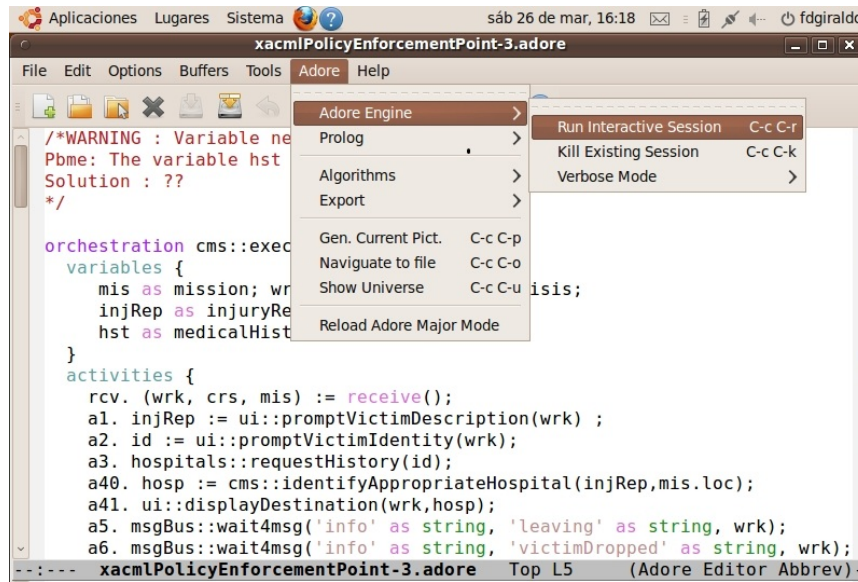 Aplicaciones Lugares Sistema sáb 26 de mar, 16:18 fdgiraldo
xacmlPolicyEnforcementPoint-3.adore
File Edit Options Buffers Tools Adore Help
Adore Engine
Prolog
Algorithms
Export
Gen. Current Pict. C-c C-p
Naviguate to file C-c C-o
Show Universe C-c C-u
Reload Adore Major Mode
Run Interactive Session C-c C-r
Kill Existing Session C-c C-k
Verbose Mode
/*WARNING : Variable ne
Pbme: The variable hst
Solution : ??
*/
orchestration cms::exec
variables {
mis as mission; wr isis;
injRep as injuryRe
hst as medicalHist
}
activities {
rcv. (wrk, crs, mis) := receive();
a1. injRep := ui::promptVictimDescription(wrk) ;
a2. id := ui::promptVictimIdentity(wrk);
a3. hospitals::requestHistory(id);
a40. hosp := cms::identifyAppropriateHospital(injRep,mis.loc);
a41. ui::displayDestination(wrk,hosp);
a5. msgBus::wait4msg('info' as string, 'leaving' as string, wrk);
a6. msgBus::wait4msg('info' as string, 'victimDropped' as string, wrk);
--:--- xacmlPolicyEnforcementPoint-3.adore Top L5 (Adore Editor Abbrev)-